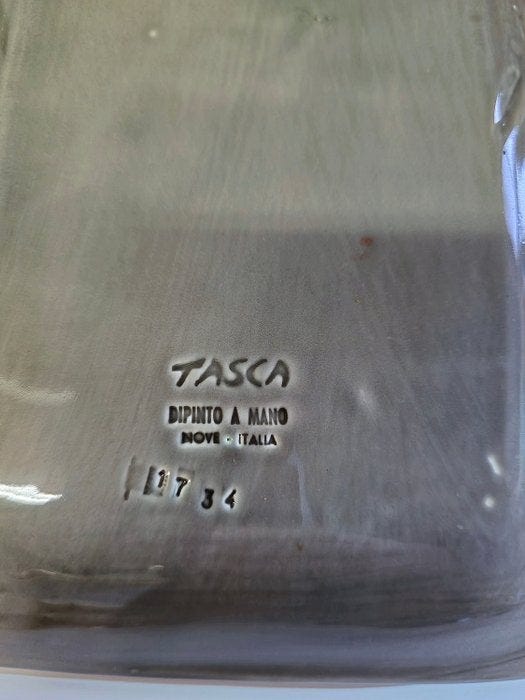 TASCA
DIPINTO A MANO
NOVE · ITALIA
1734